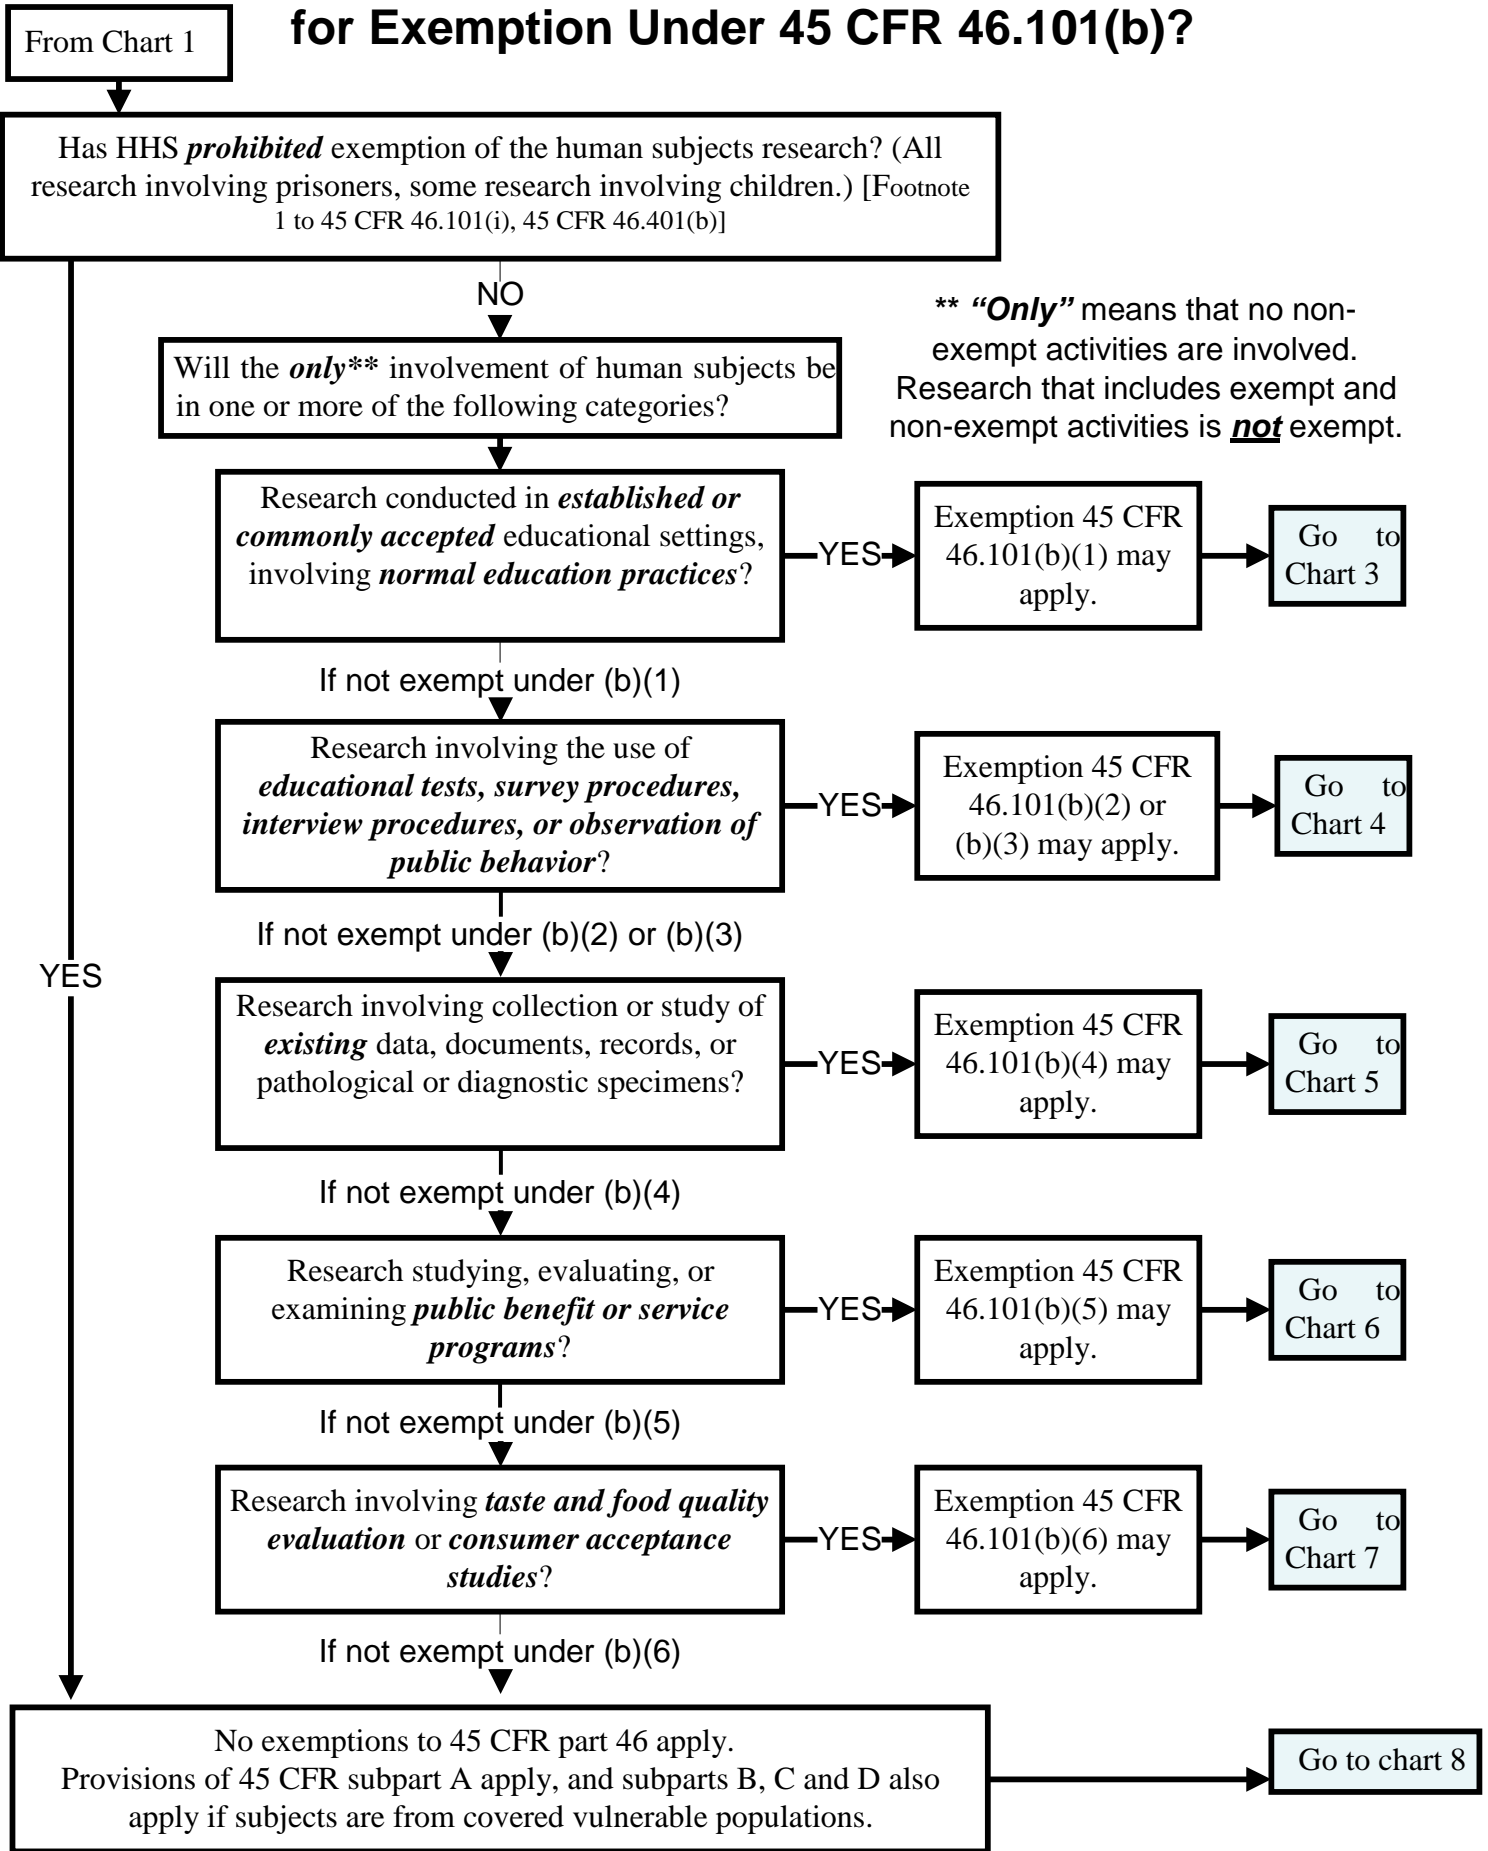 for Exemption Under 45 CFR 46.101(b)?
From Chart 1
Has HHS prohibited exemption of the human subjects research? (All
research involving prisoners, some research involving children.) [Footnote
1 to 45 CFR 46.101(i), 45 CFR 46.401(b)]
NO
** “Only” means that no non-
exempt activities are involved.
Research that includes exempt and
non-exempt activities is not exempt.
Will the only** involvement of human subjects be
in one or more of the following categories?
Research conducted in established or
commonly accepted educational settings,
involving normal education practices?
YES
Exemption 45 CFR
46.101(b)(1) may
apply.
Go to
Chart 3
If not exempt under (b)(1)
Research involving the use of
educational tests, survey procedures,
interview procedures, or observation of
public behavior?
YES
Exemption 45 CFR
46.101(b)(2) or
(b)(3) may apply.
Go to
Chart 4
If not exempt under (b)(2) or (b)(3)
YES
Research involving collection or study of
existing data, documents, records, or
pathological or diagnostic specimens?
YES
Exemption 45 CFR
46.101(b)(4) may
apply.
Go to
Chart 5
If not exempt under (b)(4)
Research studying, evaluating, or
examining public benefit or service
programs?
YES
Exemption 45 CFR
46.101(b)(5) may
apply.
Go to
Chart 6
If not exempt under (b)(5)
Research involving taste and food quality
evaluation or consumer acceptance
studies?
YES
Exemption 45 CFR
46.101(b)(6) may
apply.
Go to
Chart 7
If not exempt under (b)(6)
No exemptions to 45 CFR part 46 apply.
Provisions of 45 CFR subpart A apply, and subparts B, C and D also
apply if subjects are from covered vulnerable populations.
Go to chart 8